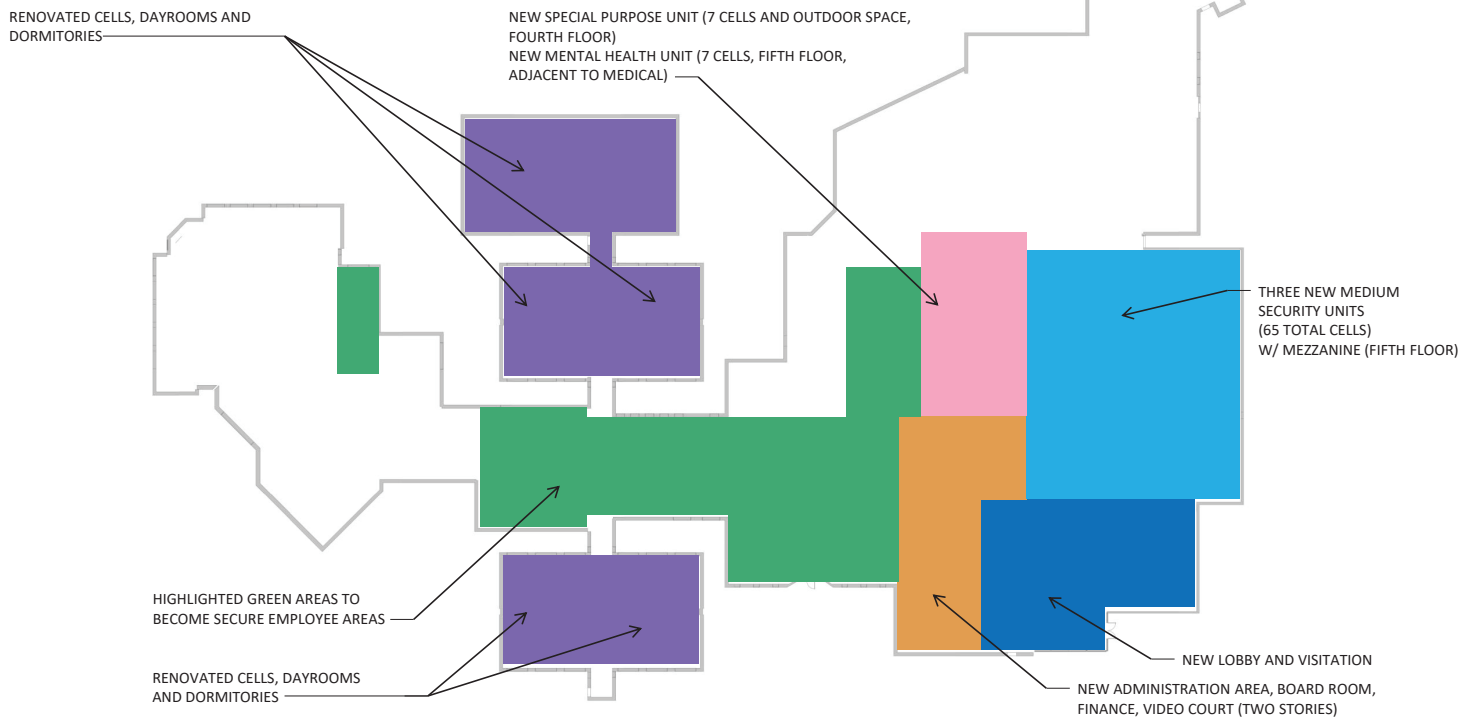 RENOVATED CELLS, DAYROOMS AND
DORMITORIES
NEW SPECIAL PURPOSE UNIT (7 CELLS AND OUTDOOR SPACE,
FOURTH FLOOR)
NEW MENTAL HEALTH UNIT (7 CELLS, FIFTH FLOOR,
ADJACENT TO MEDICAL)
THREE NEW MEDIUM
SECURITY UNITS
(65 TOTAL CELLS)
W/ MEZZANINE (FIFTH FLOOR)
HIGHLIGHTED GREEN AREAS TO
BECOME SECURE EMPLOYEE AREAS
RENOVATED CELLS, DAYROOMS
AND DORMITORIES
NEW LOBBY AND VISITATION
NEW ADMINISTRATION AREA, BOARD ROOM,
FINANCE, VIDEO COURT (TWO STORIES)